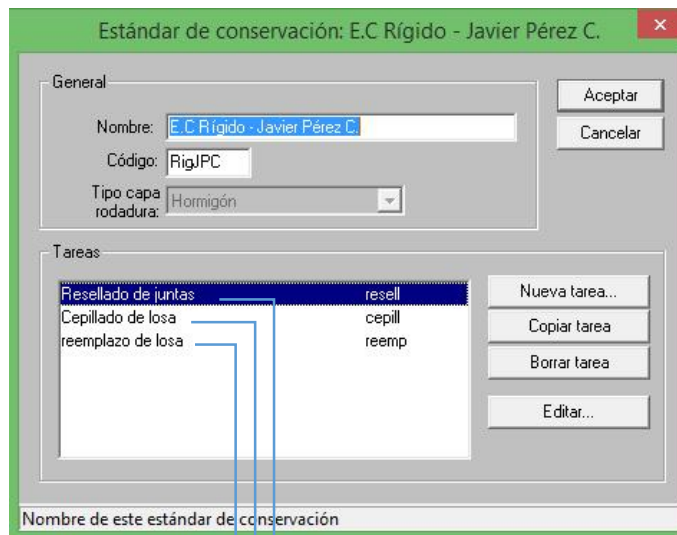 Estándar de conservación: E.C Rígido - Javier Pérez C.
×
General
Nombre: E.C Rígido - Javier Pérez C.
Código: RigJPC
Tipo capa rodadura: Hormigón
Aceptar
Cancelar
Tareas
Resellado de juntas resell
Cepillado de losa cepill
reemplazo de losa reemp
Nueva tarea...
Copiar tarea
Borrar tarea
Editar...
Nombre de este estándar de conservación